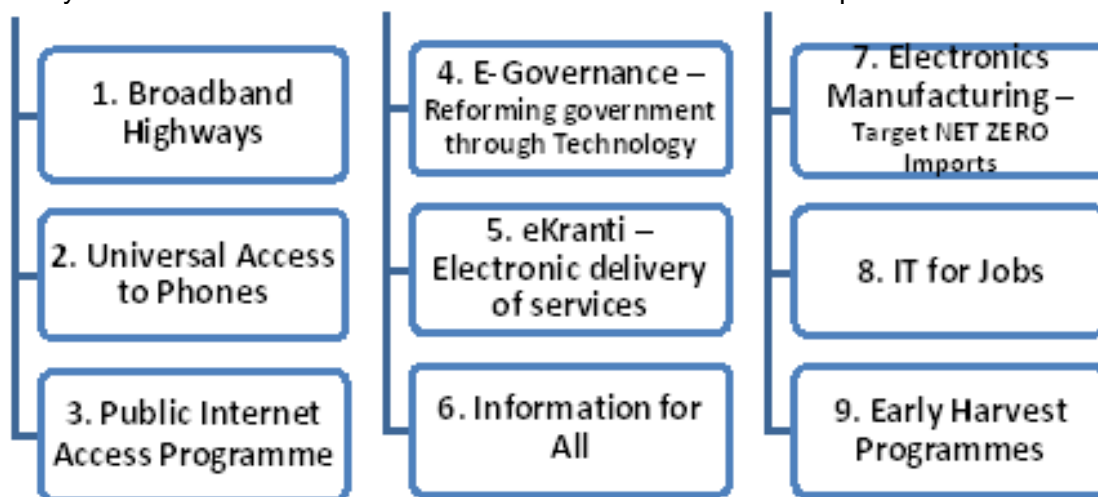 1. Broadband
Highways
2. Universal Access
to Phones
3. Public Internet
Access Programme
4. E-Governance –
Reforming government
through Technology
5. eKranti –
Electronic delivery
of services
6. Information for
All
7. Electronics
Manufacturing –
Target NET ZERO
Imports
8. IT for Jobs
9. Early Harvest
Programmes